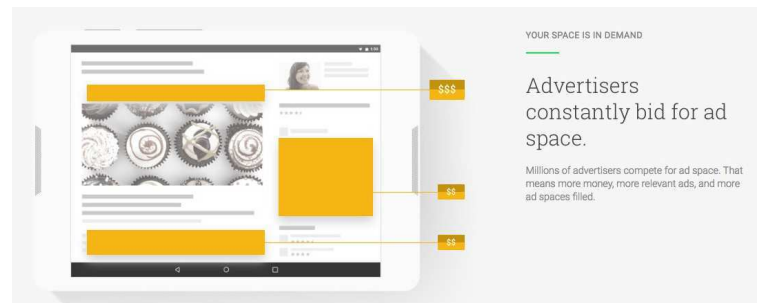 YOUR SPACE IS IN DEMAND
Advertisers
constantly bid for ad
space.
Millions of advertisers compete for ad space. That
means more money, more relevant ads, and more
ad spaces filled.
$$$
$$
$$